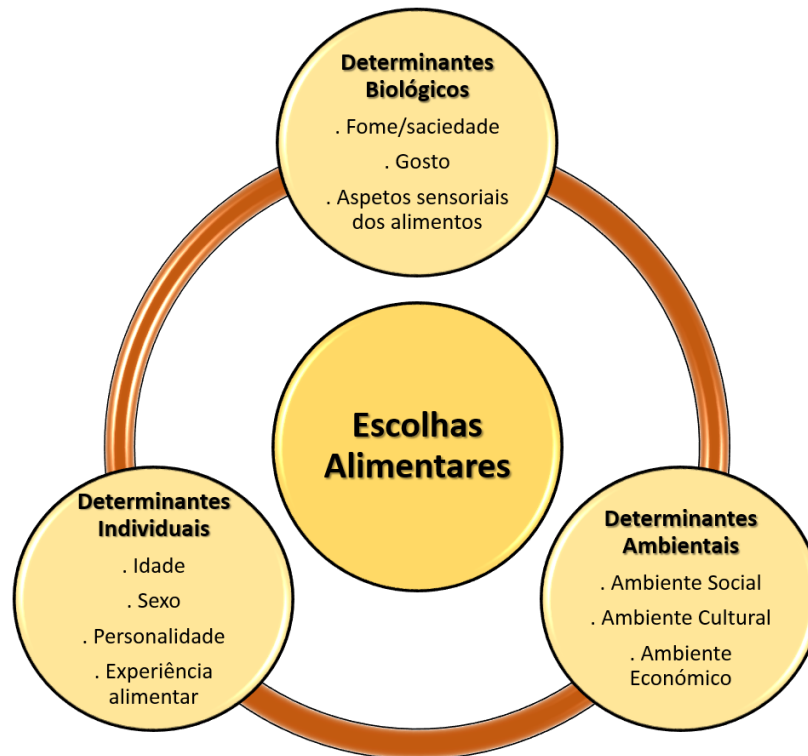 Determinantes
Biológicos
. Fome/saciedade
. Gosto
. Aspetos sensoriais
dos alimentos
Escolhas
Alimentares
Determinantes
Individuais
. Idade
. Sexo
. Personalidade
. Experiência
alimentar
Determinantes
Ambientais
. Ambiente Social
. Ambiente Cultural
. Ambiente
Económico